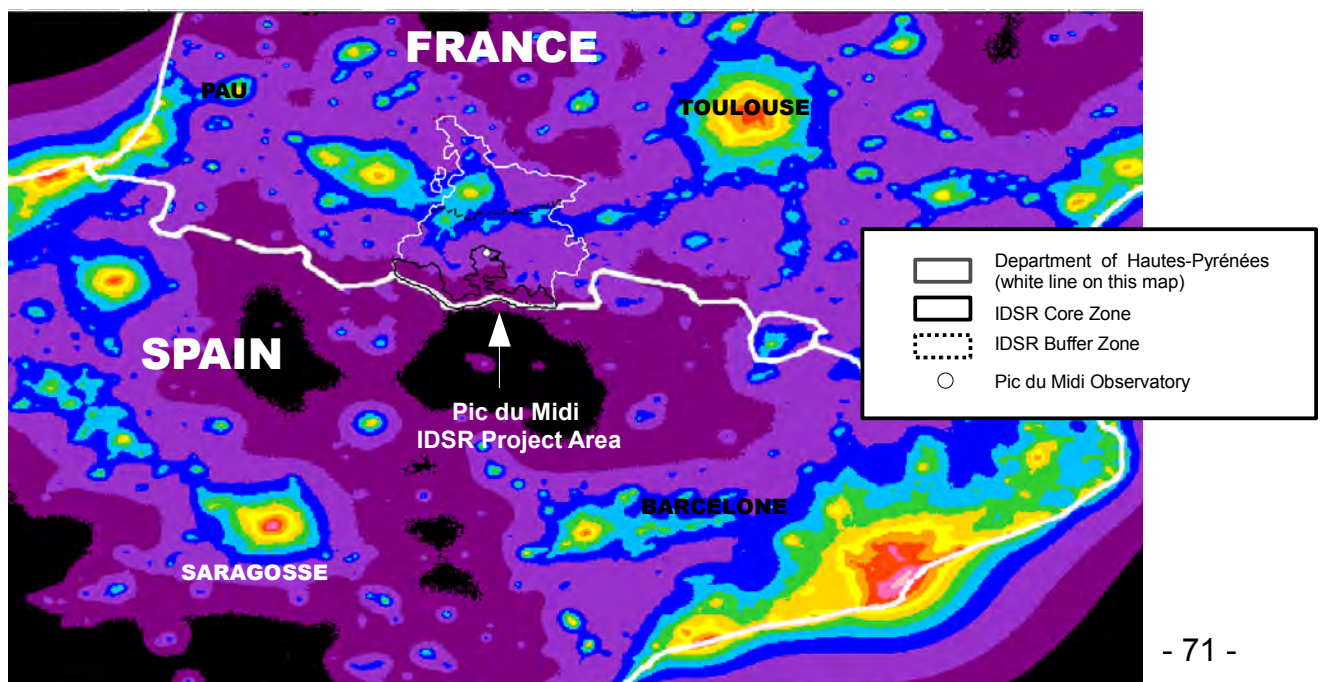 FRANCE
PAU
TOULOUSE
Department of Hautes-Pyrénées
(white line on this map)
IDSR Core Zone
IDSR Buffer Zone
Pic du Midi Observatory
SPAIN
Pic du Midi
IDSR Project Area
BARCELONE
SARAGOSSE
- 71 -